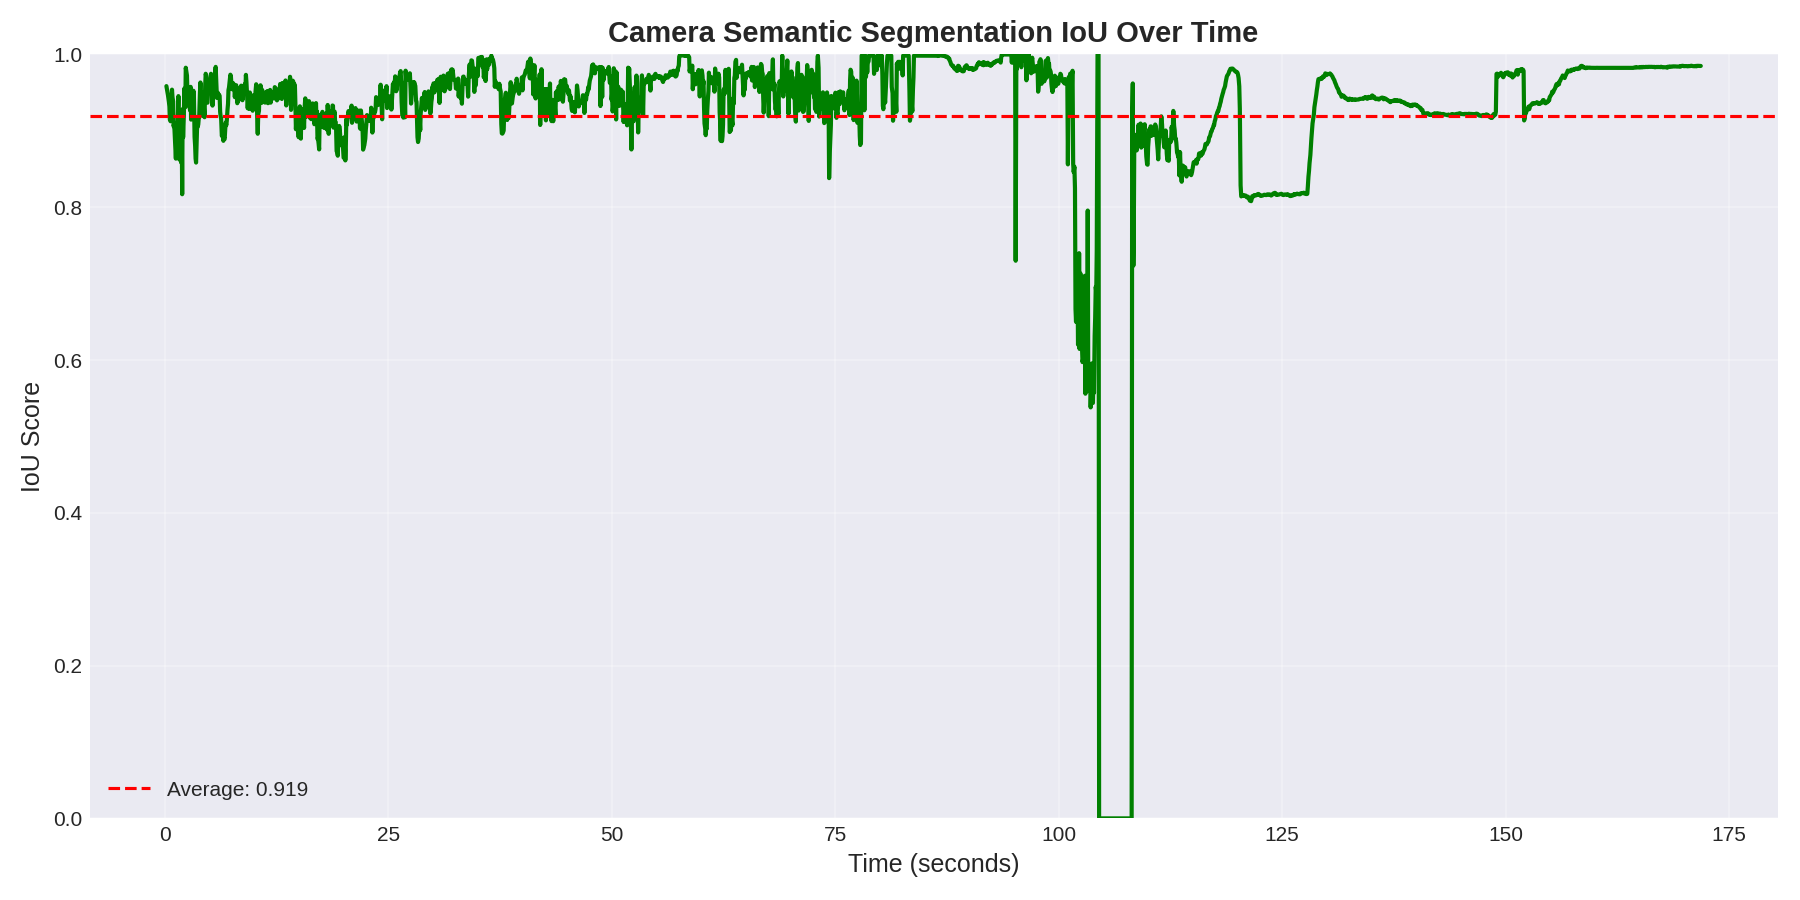 Camera Semantic Segmentation IoU Over Time
1.0
0.8
0.6
0.4
0.2
0.0
IoU Score
Average: 0.919
0 25 50 75 100 125 150 175
Time (seconds)